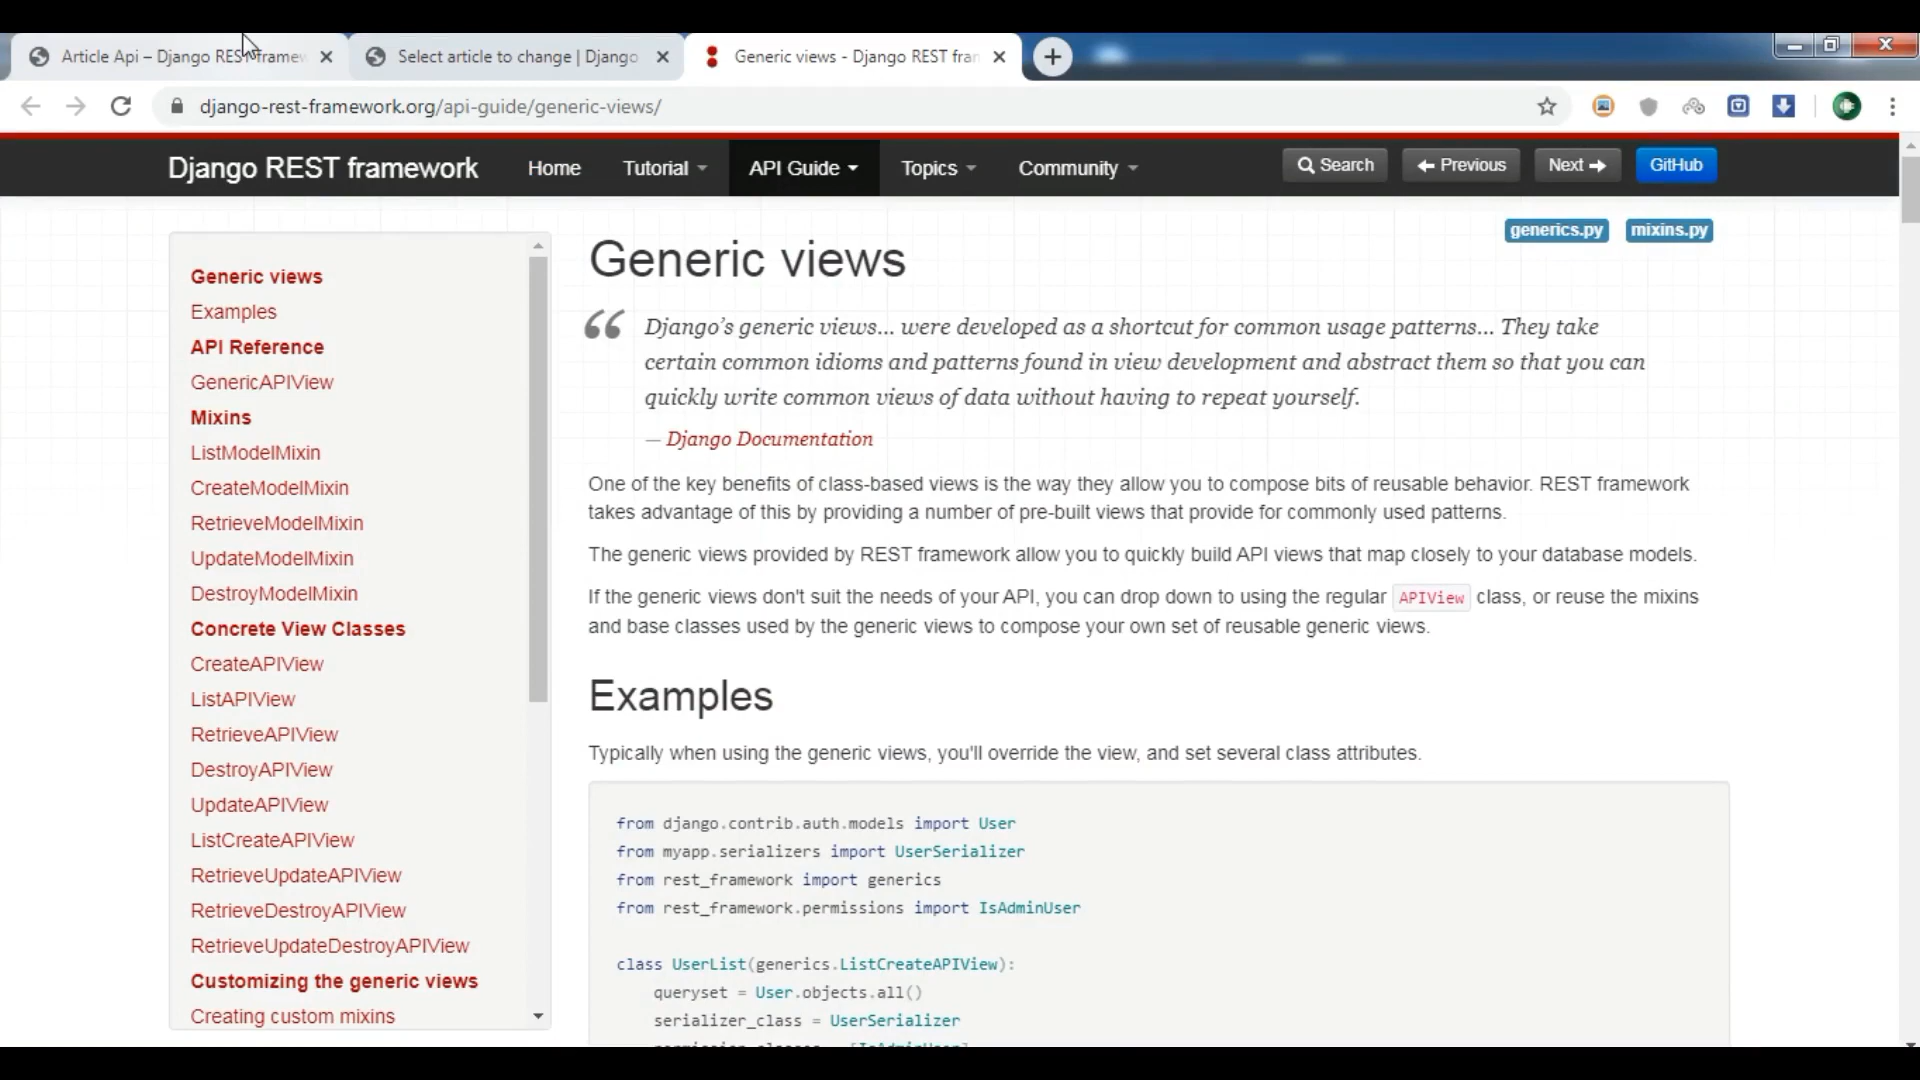 Article Api – Django REST framew
Select article to change | Django
Generic views - Django REST fran
django-rest-framework.org/api-guide/generic-views/
Django REST framework
Home
Tutorial
API Guide
Topics
Community
Search
Previous
Next
GitHub
generics.py
mixins.py
Generic views
Examples
API Reference
GenericAPIView
Mixins
ListModelMixin
CreateModelMixin
RetrieveModelMixin
UpdateModelMixin
DestroyModelMixin
Concrete View Classes
CreateAPIView
ListAPIView
RetrieveAPIView
DestroyAPIView
UpdateAPIView
ListCreateAPIView
RetrieveUpdateAPIView
RetrieveDestroyAPIView
RetrieveUpdateDestroyAPIView
Customizing the generic views
Creating custom mixins
Generic views
“ Django’s generic views... were developed as a shortcut for common usage patterns... They take
certain common idioms and patterns found in view development and abstract them so that you can
quickly write common views of data without having to repeat yourself.
— Django Documentation
One of the key benefits of class-based views is the way they allow you to compose bits of reusable behavior. REST framework
takes advantage of this by providing a number of pre-built views that provide for commonly used patterns.
The generic views provided by REST framework allow you to quickly build API views that map closely to your database models.
If the generic views don't suit the needs of your API, you can drop down to using the regular APIView class, or reuse the mixins
and base classes used by the generic views to compose your own set of reusable generic views.
Examples
Typically when using the generic views, you'll override the view, and set several class attributes.
from django.contrib.auth.models import User
from myapp.serializers import UserSerializer
from rest_framework import generics
from rest_framework.permissions import IsAdminUser
class UserList(generics.ListCreateAPIView):
queryset = User.objects.all()
serializer_class = UserSerializer
permission_classes = [IsAdminUser]